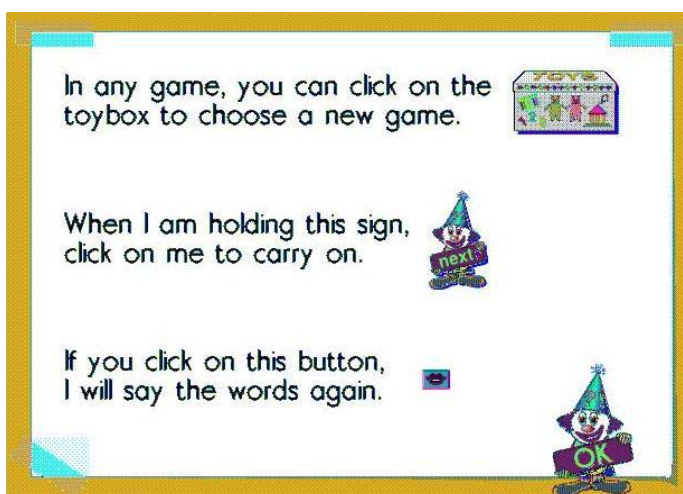 In any game, you can click on the
toybox to choose a new game.
TOYS
When I am holding this sign,
click on me to carry on.
next
If you click on this button,
I will say the words again.
OK